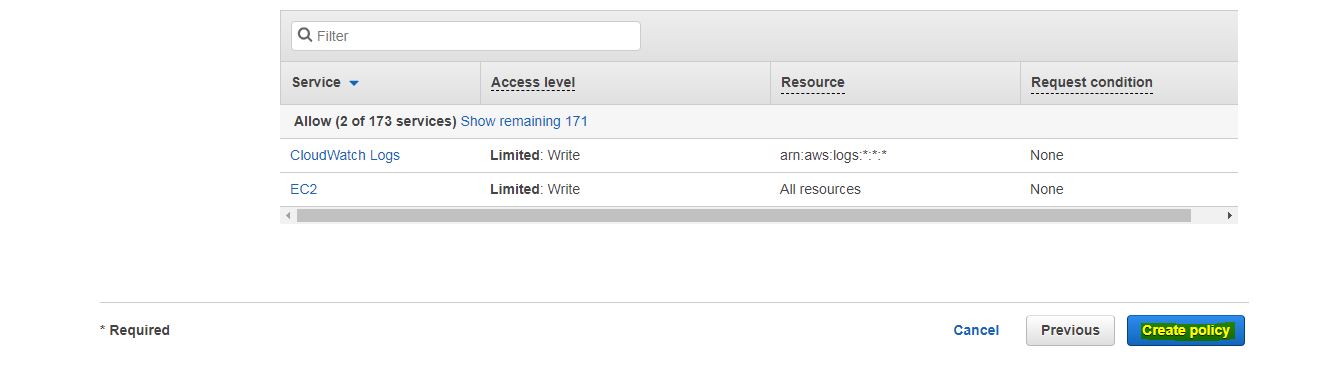 Filter
Service Access level Resource Request condition
Allow (2 of 173 services) Show remaining 171
CloudWatch Logs Limited: Write arn:aws:logs:*:*:* None
EC2 Limited: Write All resources None
* Required Cancel Previous Create policy